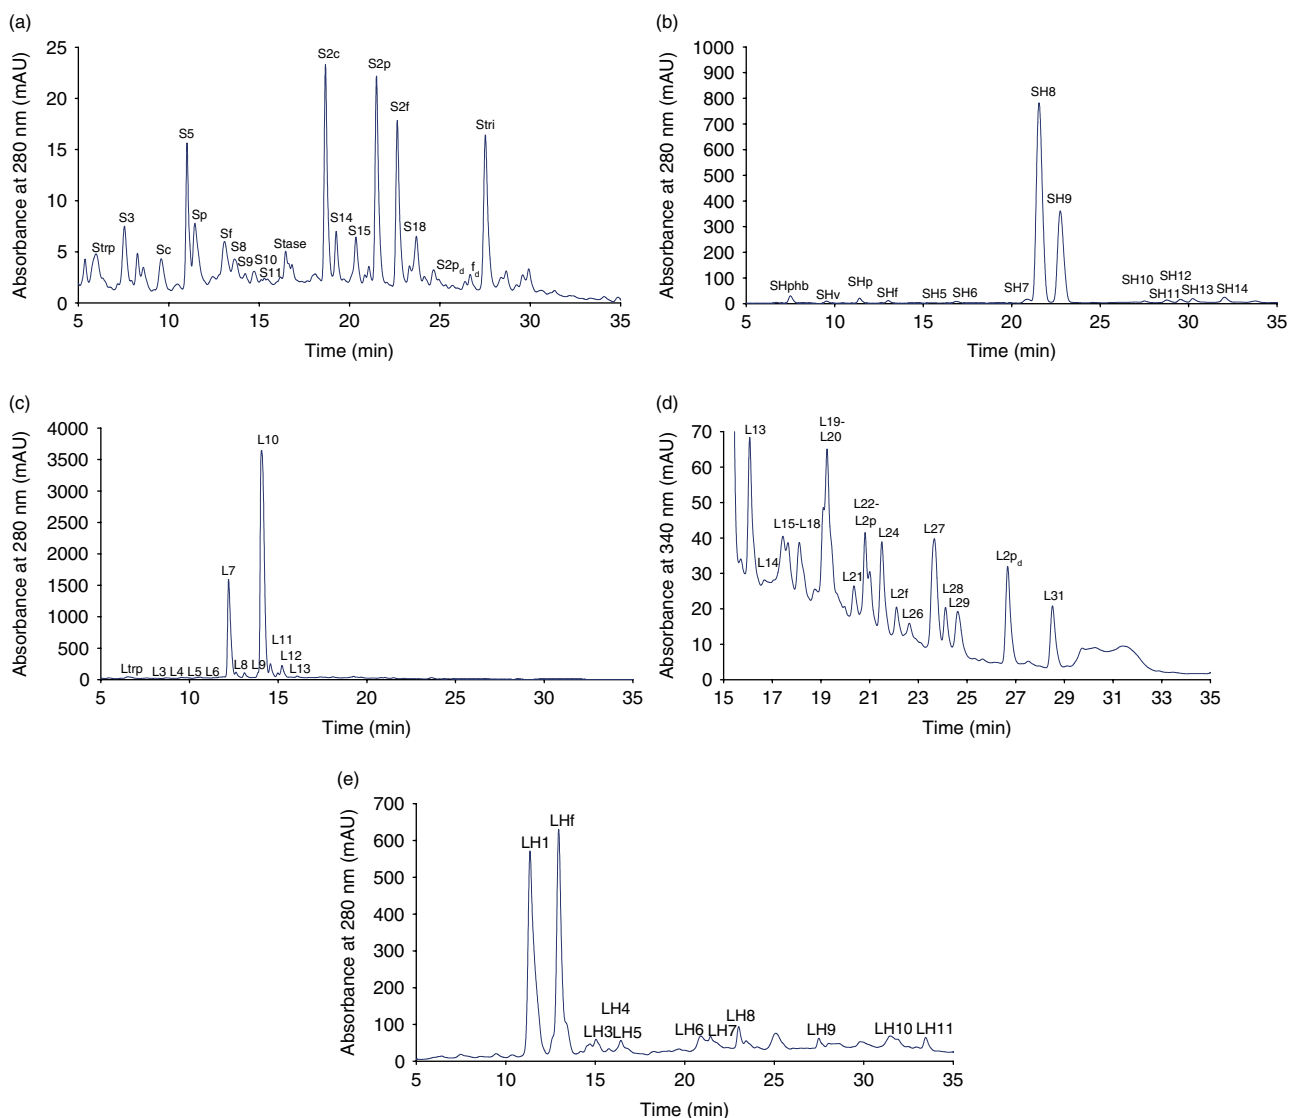 (a)
Absorbance at 280 nm (mAU)
25
20
15
10
5
0
Strp
S3
Sc
S5
Sp
Sf
S8
S9
S10
S11
Stase
S2c
S14
S15
S2p
S2f
S18
S2pd
fd
Stri
5 10 15 20 25 30 35
Time (min)
(b)
Absorbance at 280 nm (mAU)
1000
900
800
700
600
500
400
300
200
100
0
SHphb
SHv
SHp
SHf
SH5
SH6
SH7
SH8
SH9
SH10
SH11
SH12
SH13
SH14
5 10 15 20 25 30 35
Time (min)
(c)
Absorbance at 280 nm (mAU)
4000
3500
3000
2500
2000
1500
1000
500
0
Ltrp
L3
L4
L5
L6
L7
L8
L9
L10
L11
L12
L13
5 10 15 20 25 30 35
Time (min)
(d)
Absorbance at 340 nm (mAU)
70
60
50
40
30
20
10
0
L13
L14
L15-L18
L19-
L20
L21
L22-
L2p
L24
L2f
L26
L27
L28
L29
L2pd
L31
15 17 19 21 23 25 27 29 31 33 35
Time (min)
(e)
Absorbance at 280 nm (mAU)
700
600
500
400
300
200
100
0
LH1
LHf
LH3
LH4
LH5
LH6
LH7
LH8
LH9
LH10
LH11
5 10 15 20 25 30 35
Time (min)